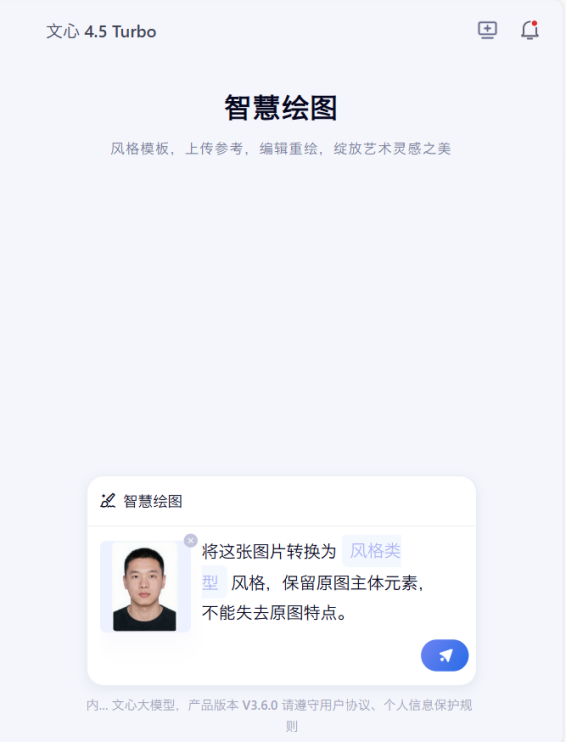 文心 4.5 Turbo
智慧绘图
风格模板，上传参考，编辑重绘，绽放艺术灵感之美
智慧绘图
将这张图片转换为 风格类
型 风格，保留原图主体元素，
不能失去原图特点。
内... 文心大模型，产品版本 V3.6.0 请遵守用户协议、个人信息保护规
则